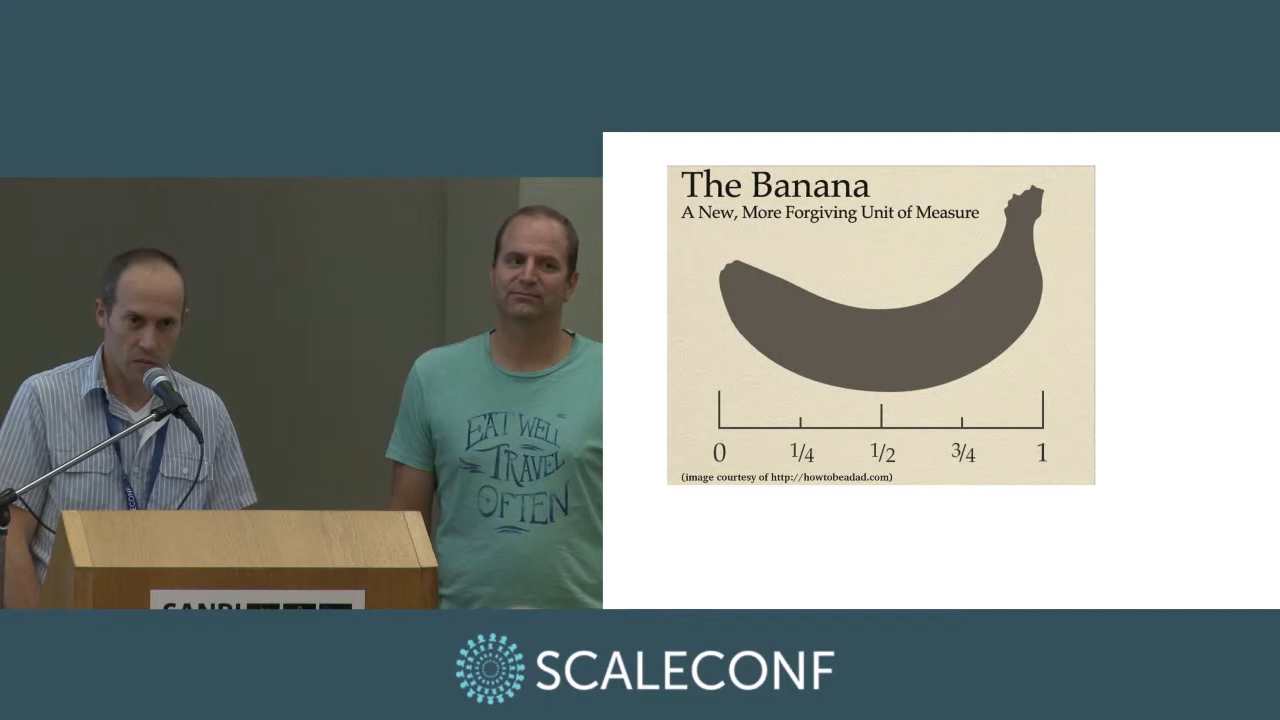 EAT WELL
TRAVEL
OFTEN
The Banana
A New, More Forgiving Unit of Measure
0 1/4 1/2 3/4 1
(image courtesy of http://howtobeadad.com)
SCALECONF